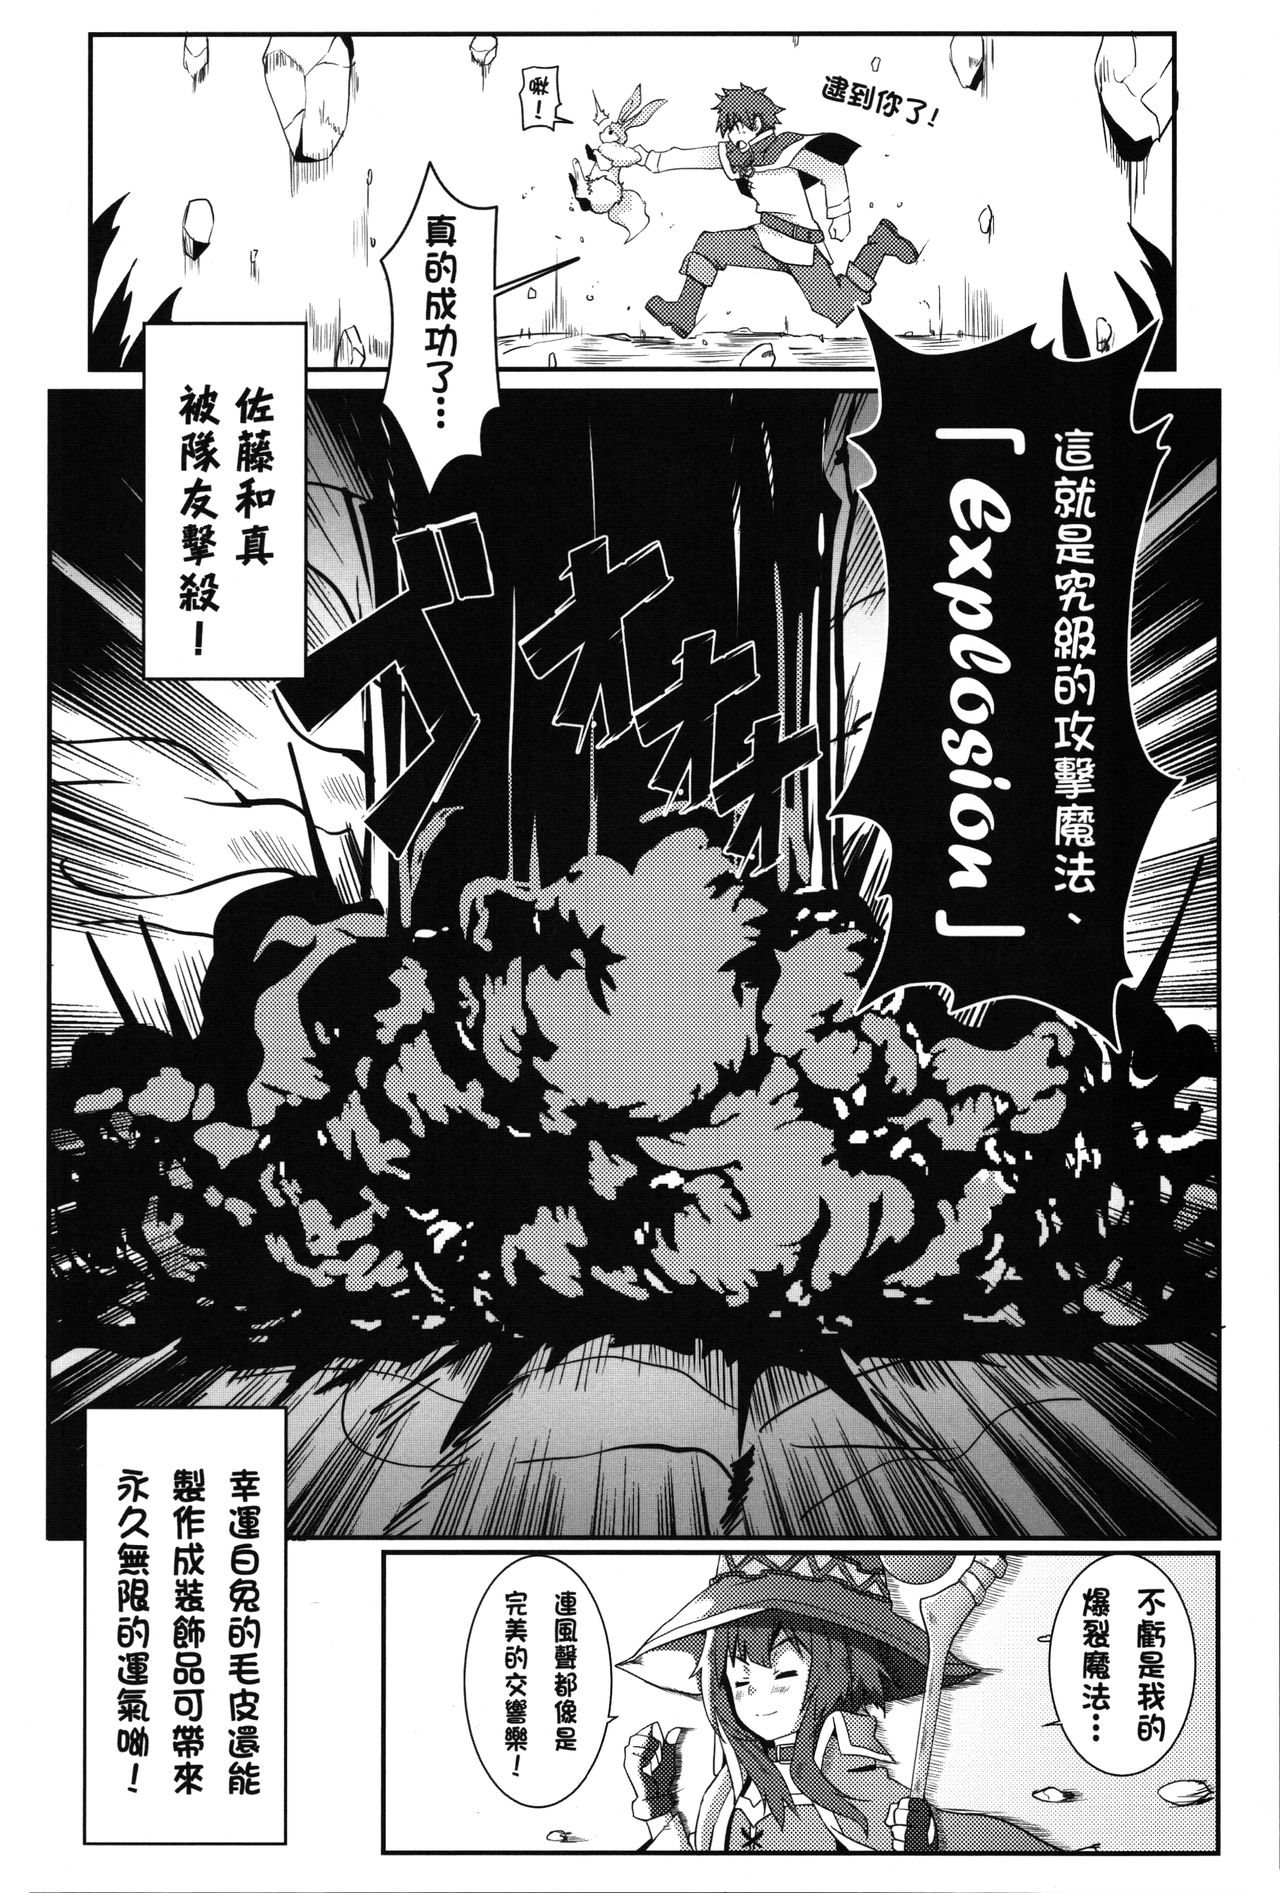 逮到你了!
啾!
真的成功了…
這就是究級的攻擊魔法、
「explosion」
佐藤和真
被隊友擊殺!
ズオオオ
不虧是我的
爆裂魔法…
連風聲都像是
完美的交響樂!
幸運白兔的毛皮還能
製作成裝飾品可帶來
永久無限的運氣呦!